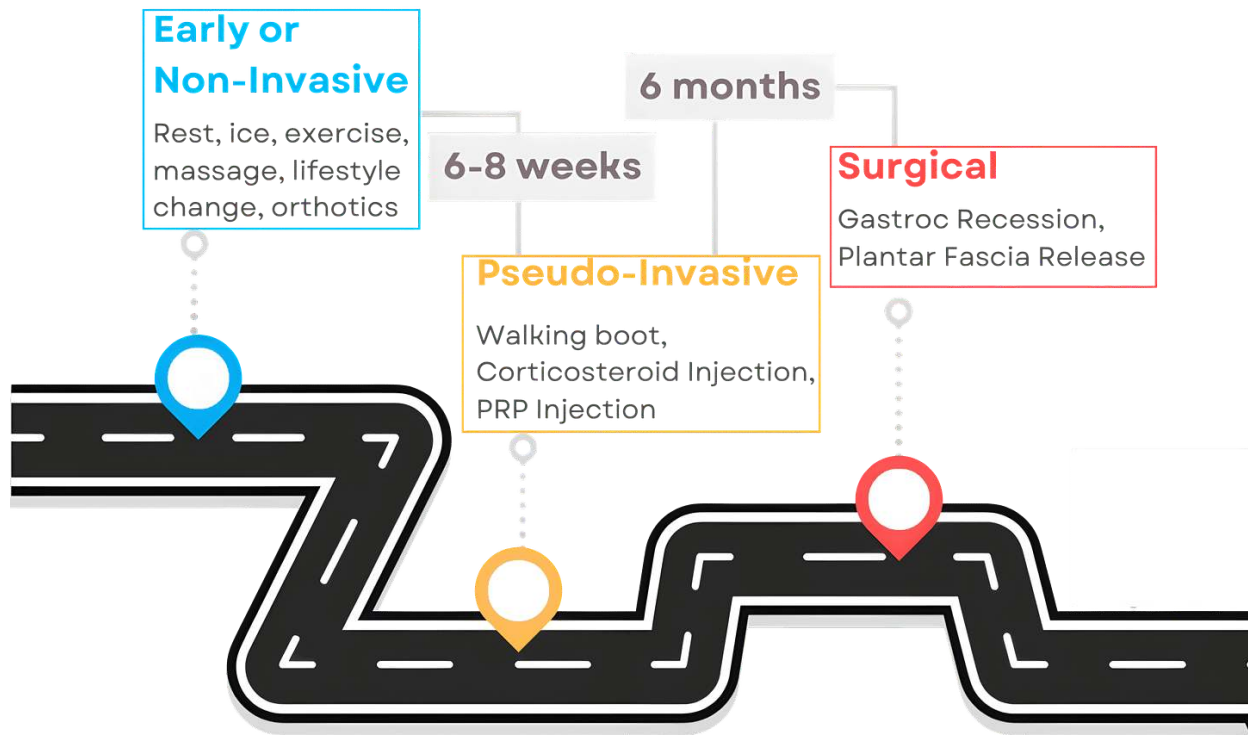 Early or
Non-Invasive
Rest, ice, exercise,
massage, lifestyle
change, orthotics
6-8 weeks
Pseudo-Invasive
Walking boot,
Corticosteroid Injection,
PRP Injection
6 months
Surgical
Gastroc Recession,
Plantar Fascia Release